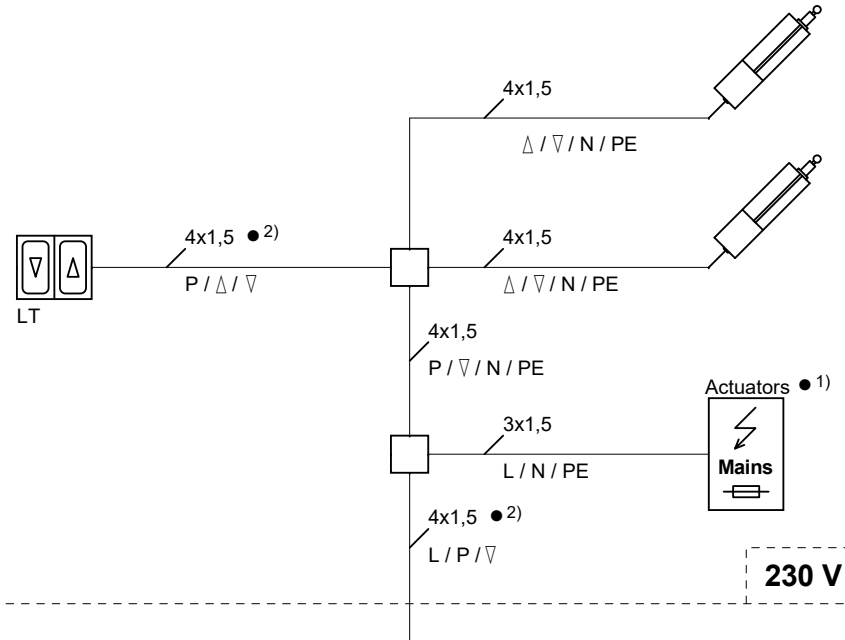 4x1,5
△ / ▽ / N / PE
4x1,5 ● 2)
4x1,5
P / △ / ▽
△ / ▽ / N / PE
▽ △
LT
4x1,5
P / ▽ / N / PE
Actuators ● 1)
3x1,5
L / N / PE
Mains
4x1,5 ● 2)
L / P / ▽
230 V